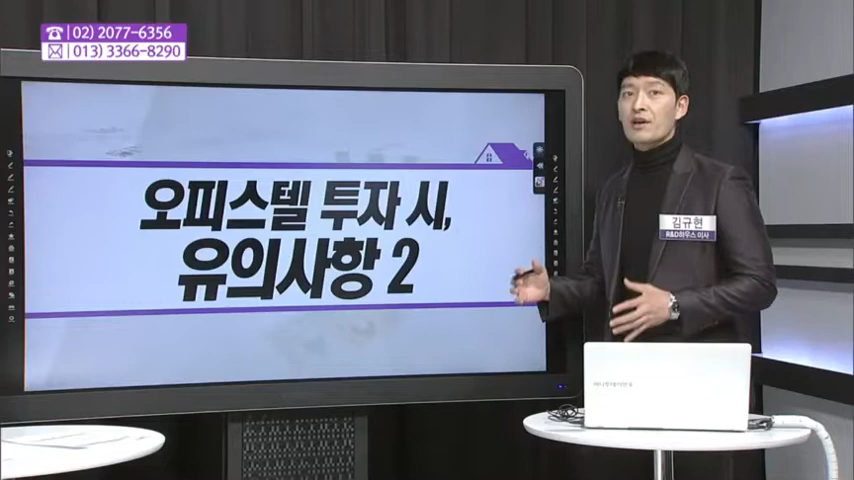 (02) 2077-6356
(013) 3366-8290
오피스텔 투자 시,
유의사항 2
김규현
R&D하우스 이사